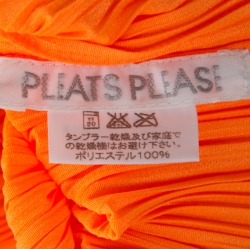 PLEATS PLEASE
タンブラー乾燥及び家庭で
の乾燥機はお避け下さい。
ポリエステル100%